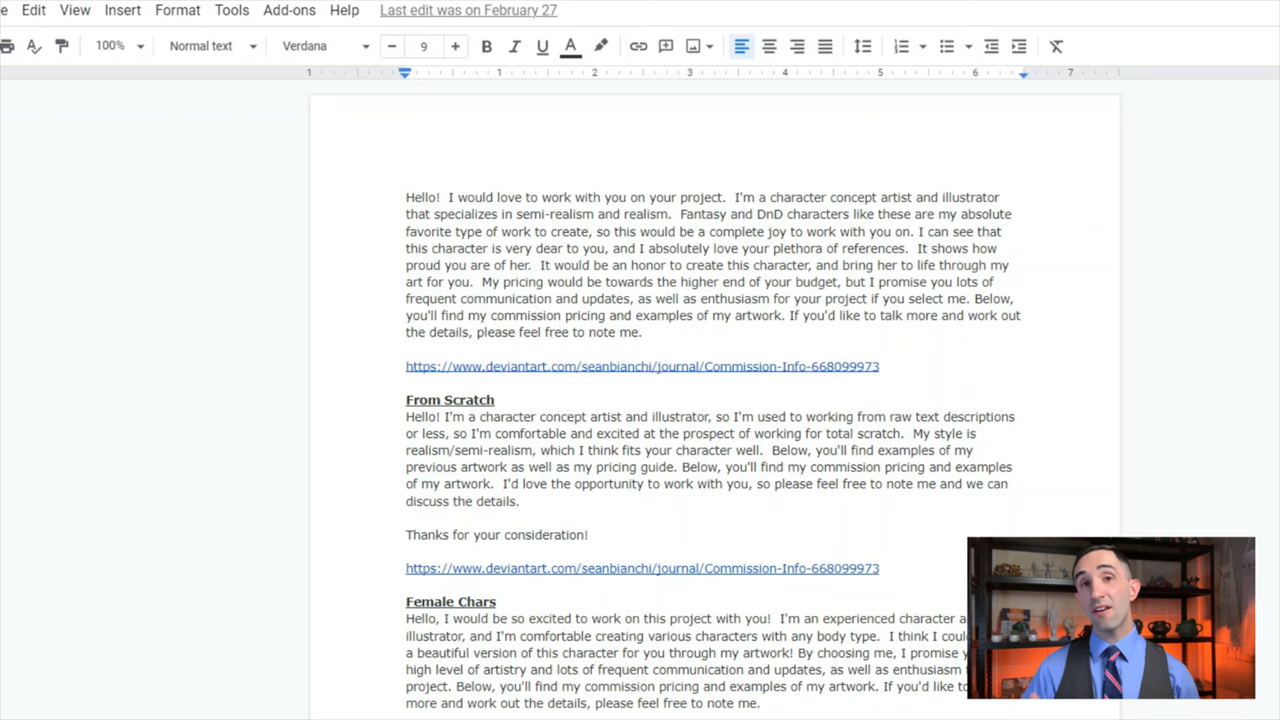 Edit View Insert Format Tools Add-ons Help Last edit was on February 27
100% Normal text Verdana 9 B I U A
1 1 2 3 4 5 6 7
Hello!  I would love to work with you on your project.  I'm a character concept artist and illustrator
that specializes in semi-realism and realism.  Fantasy and DnD characters like these are my absolute
favorite type of work to create, so this would be a complete joy to work with you on. I can see that
this character is very dear to you, and I absolutely love your plethora of references.  It shows how
proud you are of her.  It would be an honor to create this character, and bring her to life through my
art for you.  My pricing would be towards the higher end of your budget, but I promise you lots of
frequent communication and updates, as well as enthusiasm for your project if you select me. Below,
you'll find my commission pricing and examples of my artwork. If you'd like to talk more and work out
the details, please feel free to note me.
https://www.deviantart.com/seanbianchi/journal/Commission-Info-668099973
From Scratch
Hello! I'm a character concept artist and illustrator, so I'm used to working from raw text descriptions
or less, so I'm comfortable and excited at the prospect of working for total scratch.  My style is
realism/semi-realism, which I think fits your character well.  Below, you'll find examples of my
previous artwork as well as my pricing guide. Below, you'll find my commission pricing and examples
of my artwork.  I'd love the opportunity to work with you, so please feel free to note me and we can
discuss the details.
Thanks for your consideration!
https://www.deviantart.com/seanbianchi/journal/Commission-Info-668099973
Female Chars
Hello, I would be so excited to work on this project with you!  I'm an experienced character a
illustrator, and I'm comfortable creating various characters with any body type.  I think I coul
a beautiful version of this character for you through my artwork! By choosing me, I promise y
high level of artistry and lots of frequent communication and updates, as well as enthusiasm
project. Below, you'll find my commission pricing and examples of my artwork. If you'd like to
more and work out the details, please feel free to note me.